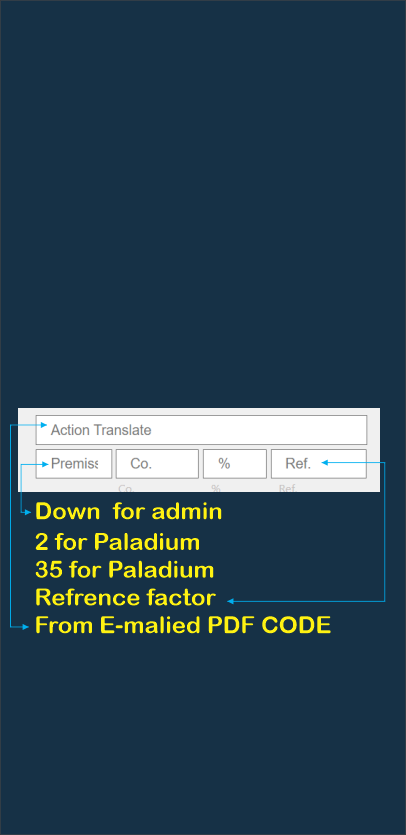 Action Translate
Premiss Co. % Ref.
Co. % Ref.
Down for admin
2 for Paladium
35 for Paladium
Refrence factor
From E-malied PDF CODE